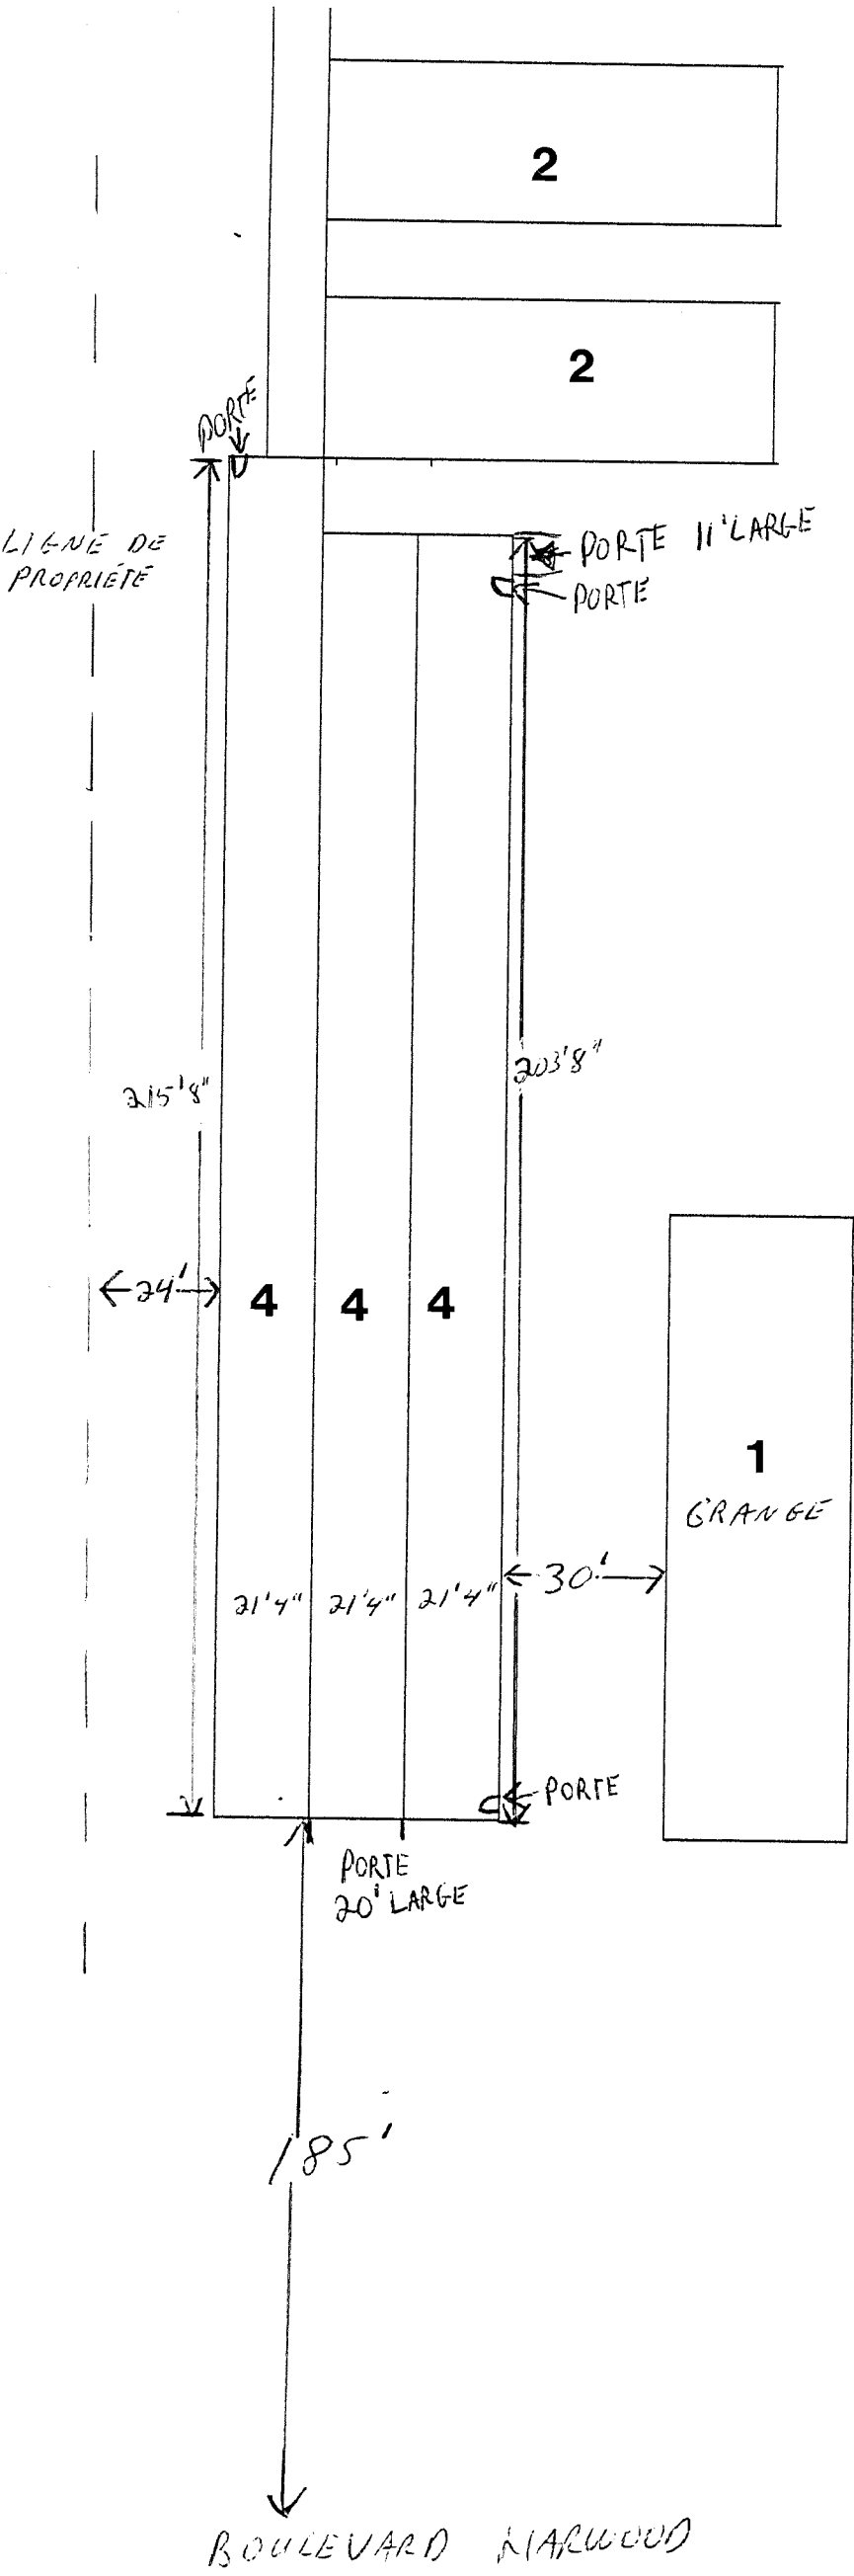 2
2
PORTE
LIGNE DE
PROPRIÉTÉ
PORTE 11' LARGE
PORTE
203'8"
215'8"
24'
4
4
4
1
GRANGE
30'
21'4"
21'4"
21'4"
PORTE
PORTE
20' LARGE
185'
BOULEVARD HARWOOD